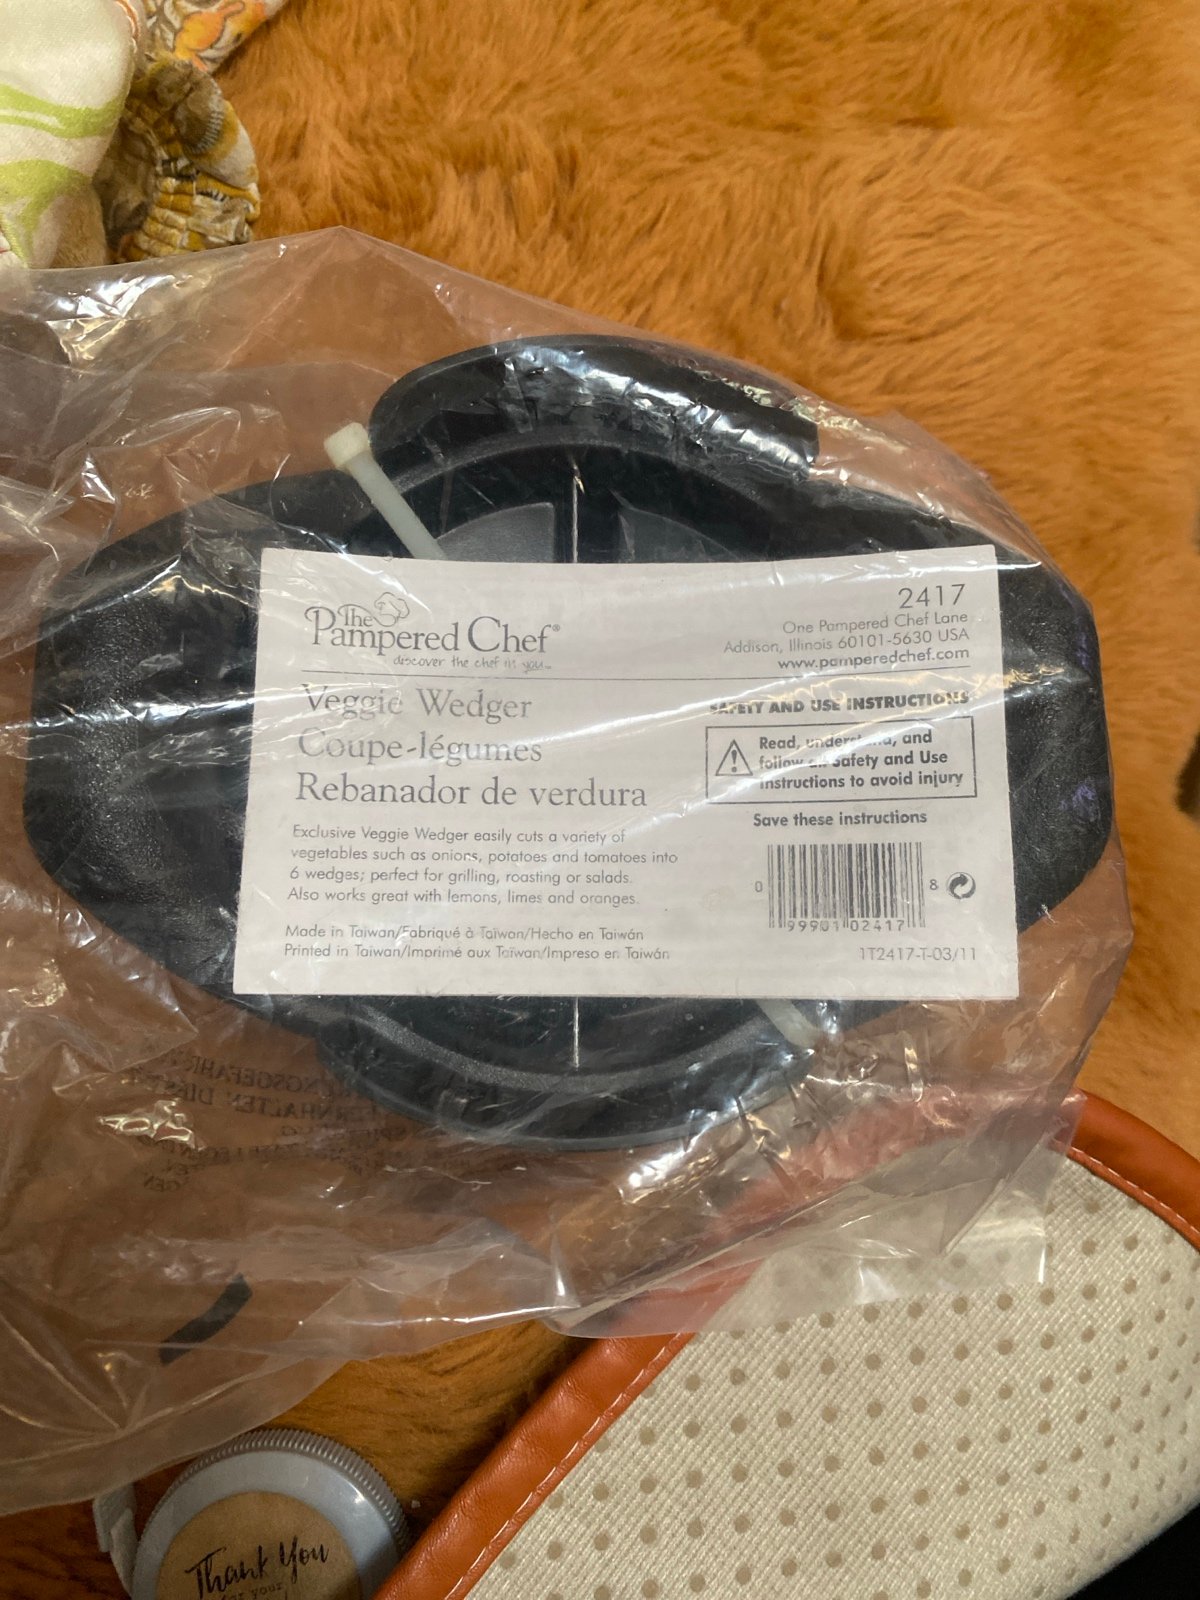 The
Pampered Chef®
discover the chef in you™
2417
One Pampered Chef Lane
Addison, Illinois 60101-5630 USA
www.pamperedchef.com
Veggie Wedger
Coupe-légumes
Rebanador de verdura
Exclusive Veggie Wedger easily cuts a variety of
vegetables such as onions, potatoes and tomatoes into
6 wedges; perfect for grilling, roasting or salads.
Also works great with lemons, limes and oranges.
Made in Taiwan/Fabriqué à Taïwan/Hecho en Taiwán
Printed in Taiwan/Imprimé aux Taïwan/Impreso en Taiwán
SAFETY AND USE INSTRUCTIONS
Read, understand, and
follow all Safety and Use
instructions to avoid injury
Save these instructions
0 99901 02417 8
1T2417-T-03/11
FERNHALTEN
Thank You
for your